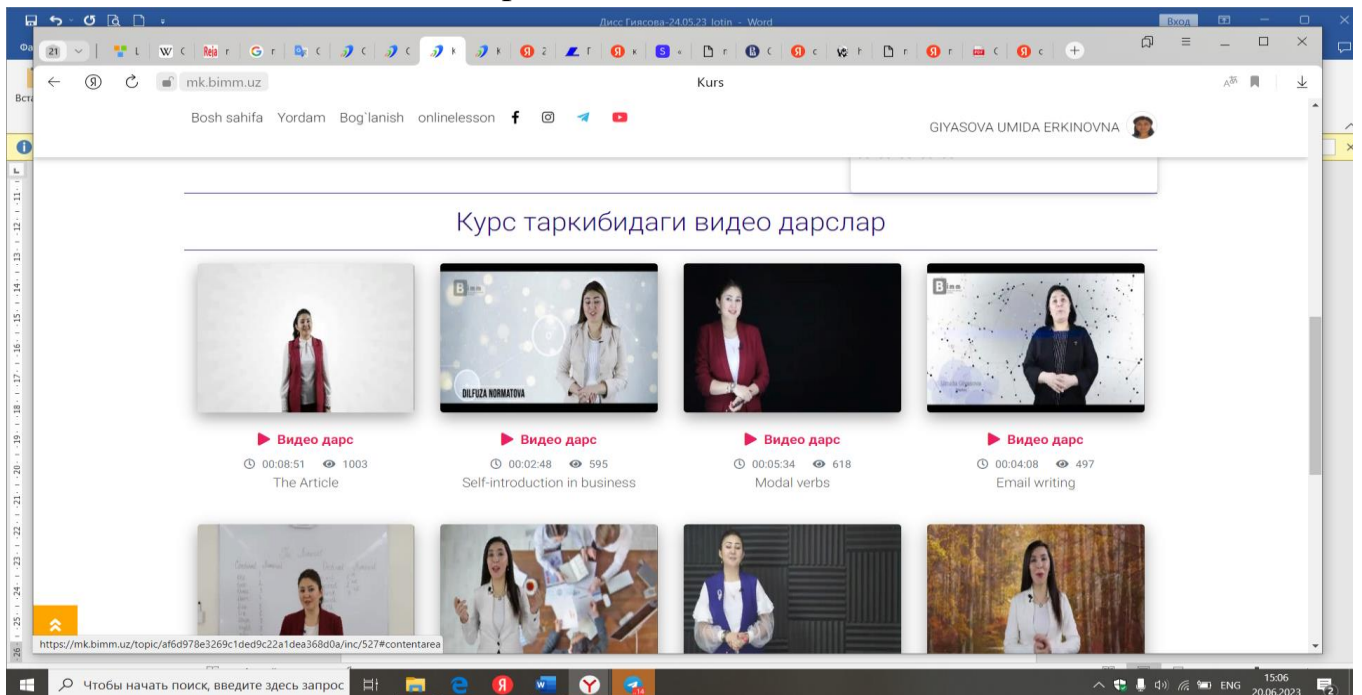 Дисс Гиясова-24.05.23 lotin - Word
Вход
21
mk.bimm.uz
Kurs
Bosh sahifa Yordam Bog`lanish onlinelesson
GIYASOVA UMIDA ERKINOVNA
Курс таркибидаги видео дарслар
DILFUZA NORMATOVA
Видео дарс Видео дарс Видео дарс Видео дарс
00:08:51 1003 00:02:48 595 00:05:34 618 00:04:08 497
The Article Self-introduction in business Modal verbs Email writing
https://mk.bimm.uz/topic/af6d978e3269c1ded9c22a1dea368d0a/inc/527#contentarea
Чтобы начать поиск, введите здесь запрос
ENG
15:06
20.06.2023